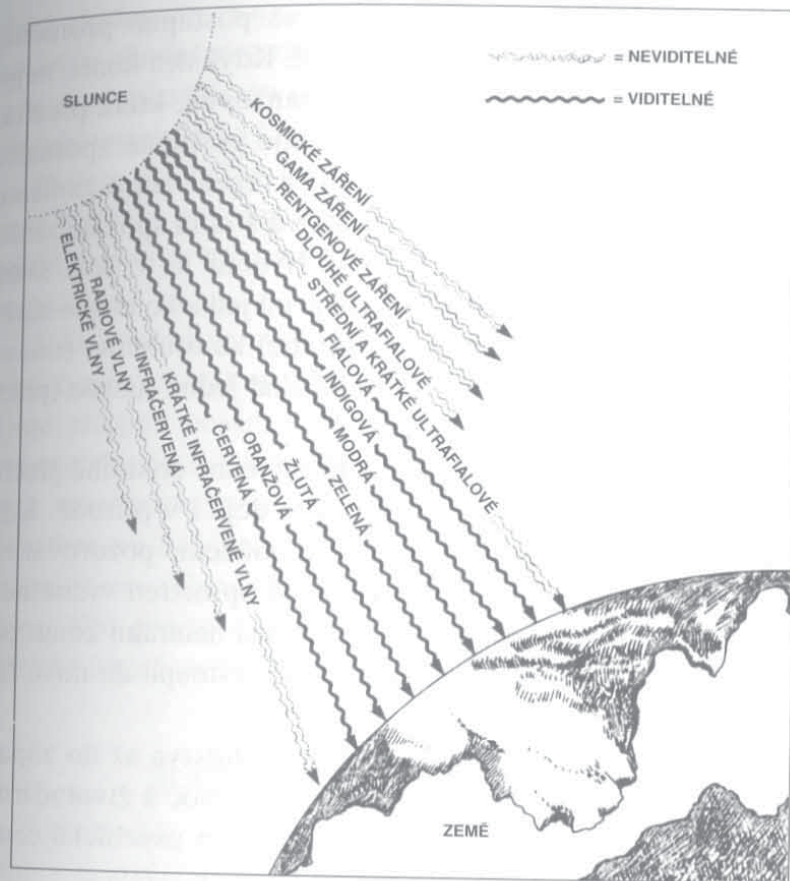 SLUNCE
= NEVIDITELNÉ
= VIDITELNÉ
KOSMICKÉ ZÁŘENÍ
GAMA ZÁŘENÍ
RENTGENOVÉ ZÁŘENÍ
DLOUHÉ ULTRAFIALOVÉ
STŘEDNÍ A KRÁTKÉ ULTRAFIALOVÉ
FIALOVÁ
INDIGOVÁ
MODRÁ
ZELENÁ
ŽLUTÁ
ORANŽOVÁ
ČERVENÁ
KRÁTKÉ INFRAČERVENÉ VLNY
INFRAČERVENÁ
RADIOVÉ VLNY
ELEKTRICKÉ VLNY
ZEMĚ